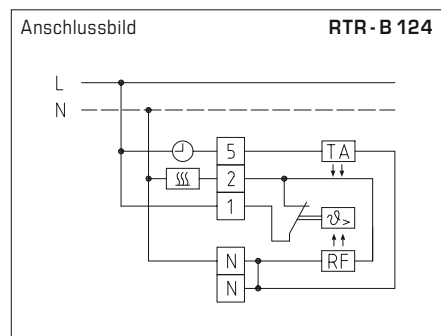 Anschlussbild RTR-B 124
L
N
5 TA
2
1 ϑ>
N RF
N